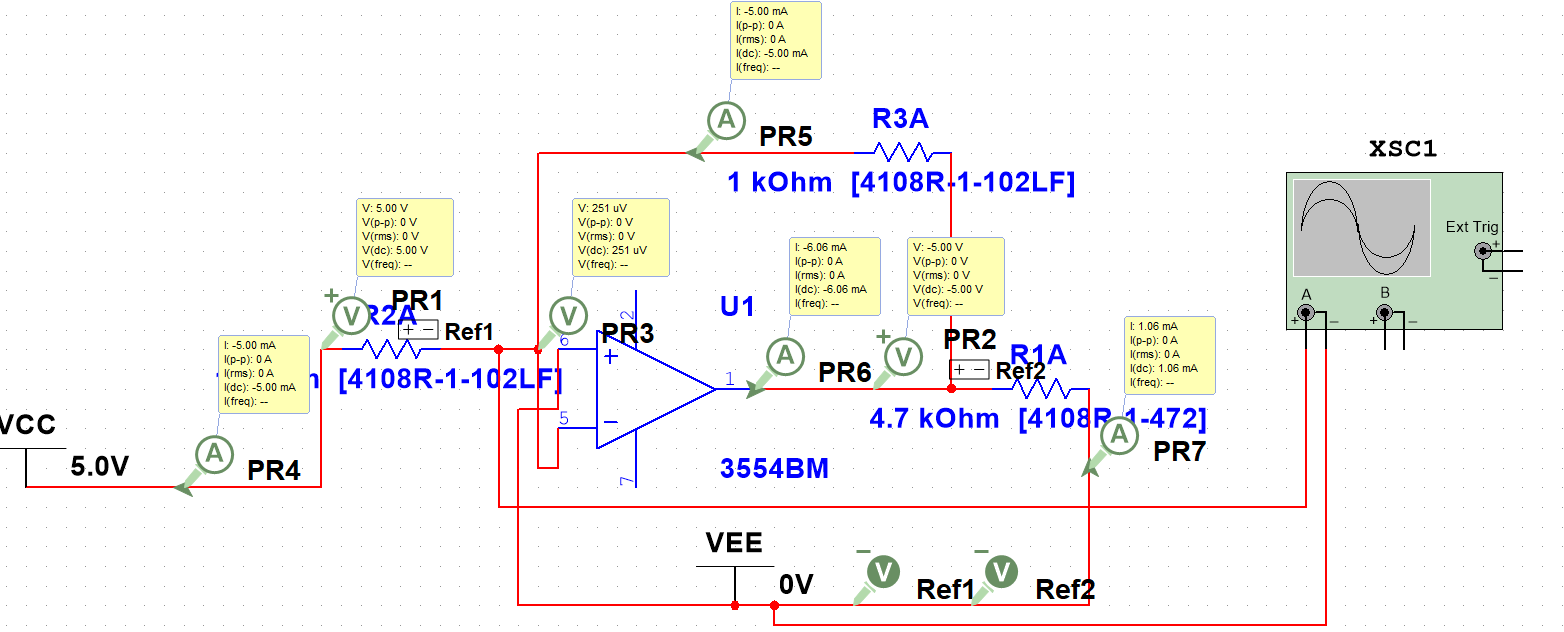 I: -5.00 mA
I(p-p): 0 A
I(rms): 0 A
I(dc): -5.00 mA
I(freq): --
A
PR5
R3A
1 kOhm [4108R-1-102LF]
XSC1
Ext Trig
+
−
A
B
+ −
+ −
V: 5.00 V
V(p-p): 0 V
V(rms): 0 V
V(dc): 5.00 V
V(freq): --
V: 251 uV
V(p-p): 0 V
V(rms): 0 V
V(dc): 251 uV
V(freq): --
I: -6.06 mA
I(p-p): 0 A
I(rms): 0 A
I(dc): -6.06 mA
I(freq): --
V: -5.00 V
V(p-p): 0 V
V(rms): 0 V
V(dc): -5.00 V
V(freq): --
+
V
PR1
R2A
+ −
Ref1
V
PR3
2
6
+
5
−
7
1
U1
3554BM
A
PR6
+
V
PR2
+ −
Ref2
R1A
4.7 kOhm [4108R-1-472]
I: 1.06 mA
I(p-p): 0 A
I(rms): 0 A
I(dc): 1.06 mA
I(freq): --
A
PR7
I: -5.00 mA
I(p-p): 0 A
I(rms): 0 A
I(dc): -5.00 mA
I(freq): --
[4108R-1-102LF]
A
PR4
VCC
5.0V
VEE
0V
−
V
Ref1
−
V
Ref2